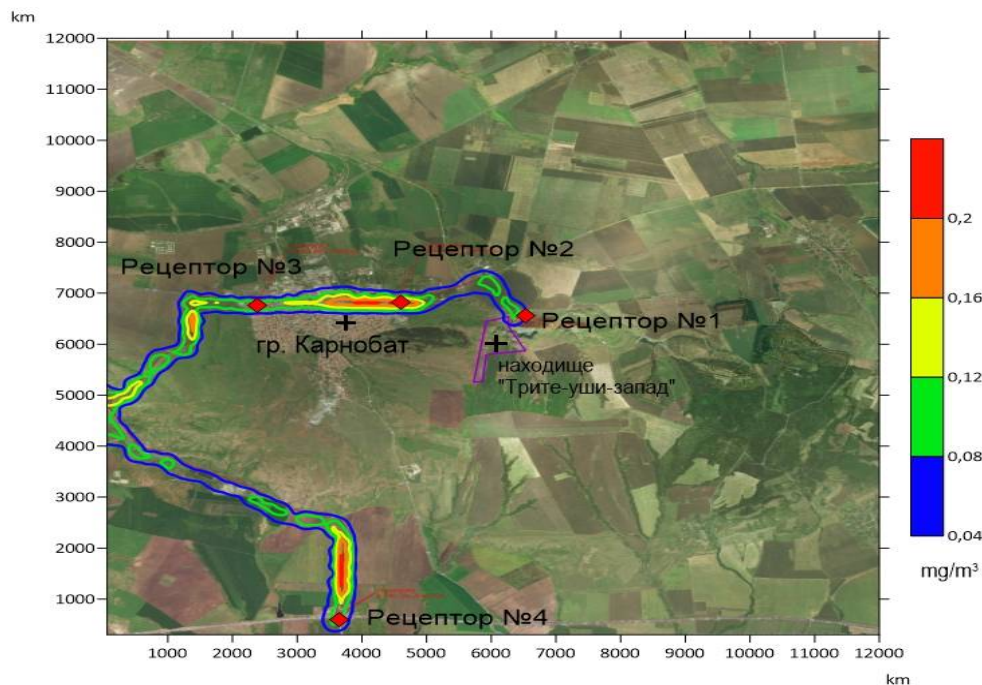 km
12000
11000
10000
9000
8000
7000
6000
5000
4000
3000
2000
1000
Рецептор №3
Рецептор №2
Рецептор №1
гр. Карнобат
находище
"Трите-уши-запад"
Рецептор №4
1000 2000 3000 4000 5000 6000 7000 8000 9000 10000 11000 12000
km
0,2
0,16
0,12
0,08
0,04
mg/m³